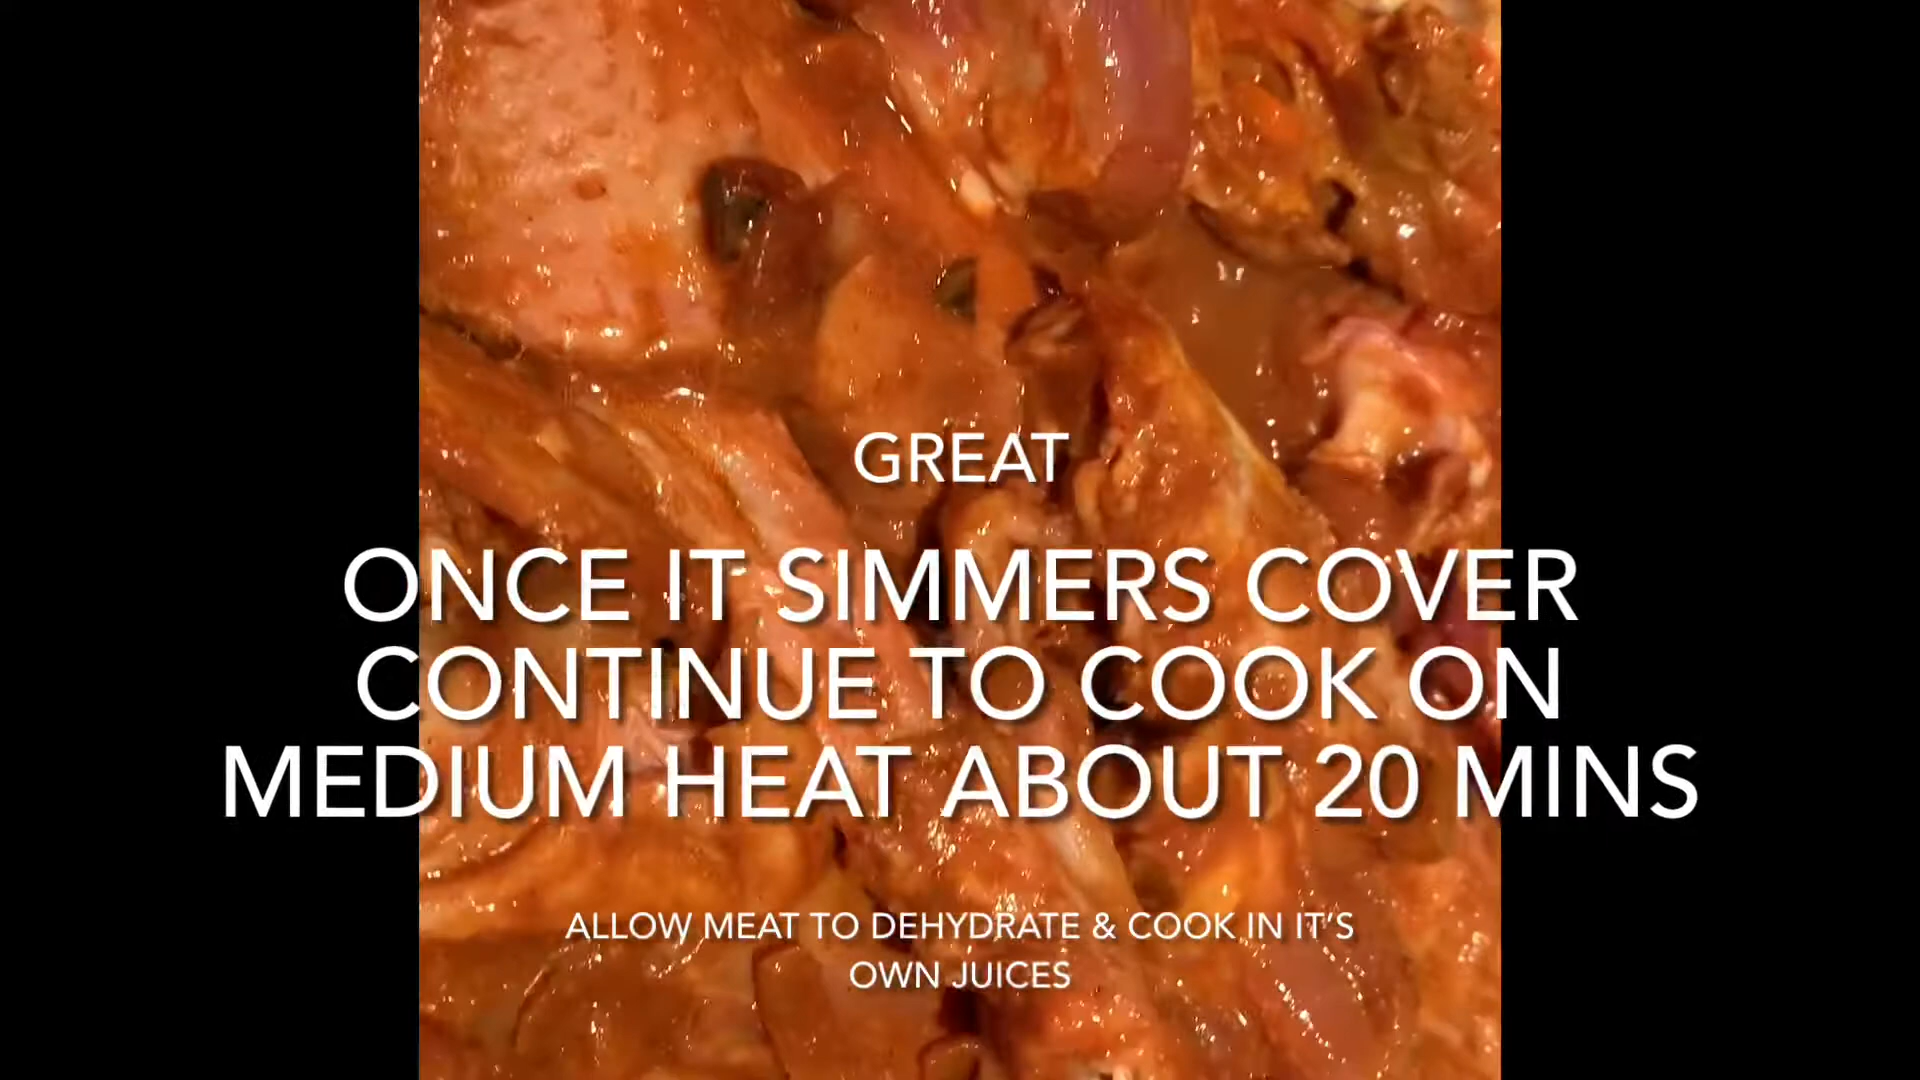 GREAT
ONCE IT SIMMERS COVER
CONTINUE TO COOK ON
MEDIUM HEAT ABOUT 20 MINS
ALLOW MEAT TO DEHYDRATE & COOK IN IT’S
OWN JUICES